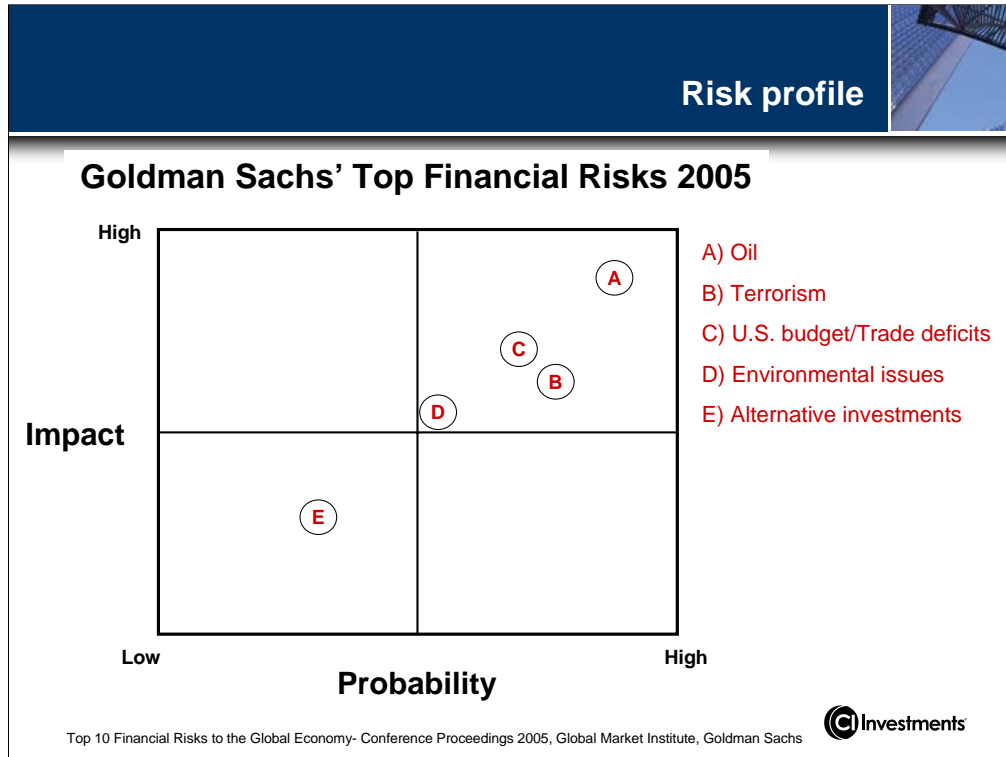 Risk profile
Goldman Sachs' Top Financial Risks 2005
High
A
A) Oil
B) Terrorism
C
C) U.S. budget/Trade deficits
B
D) Environmental issues
D
E) Alternative investments
Impact
E
Low
High
Probability
CI Investments
Top 10 Financial Risks to the Global Economy- Conference Proceedings 2005, Global Market Institute, Goldman Sachs